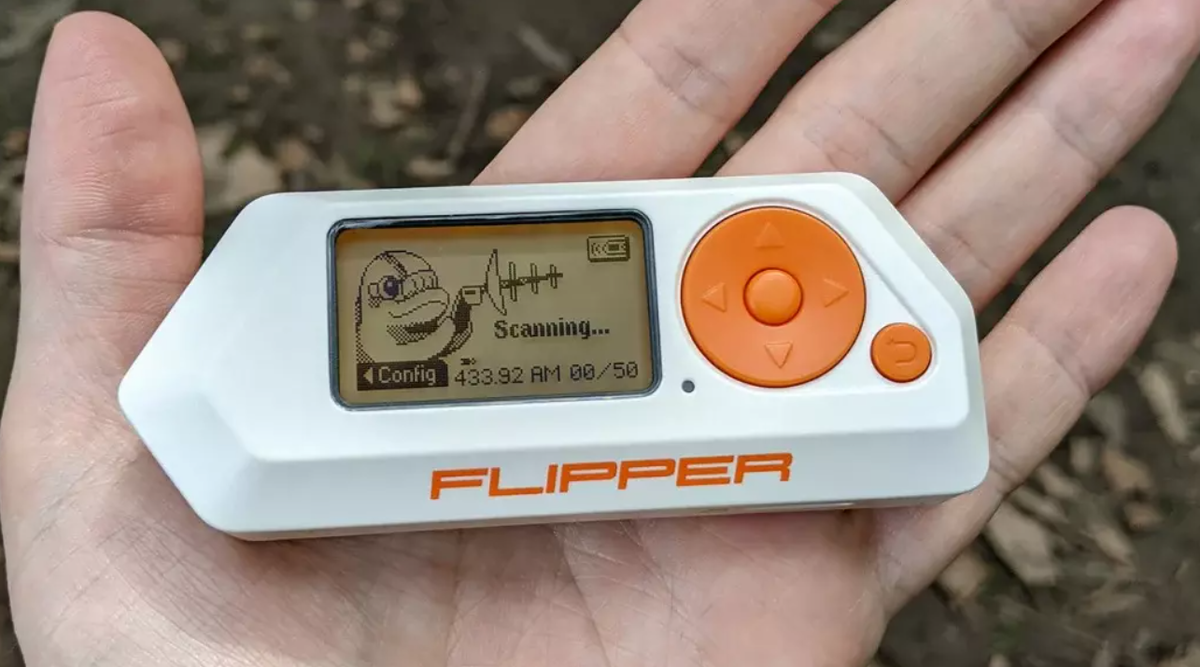 Scanning...
Config 433.92 AM 00/50
FLIPPER